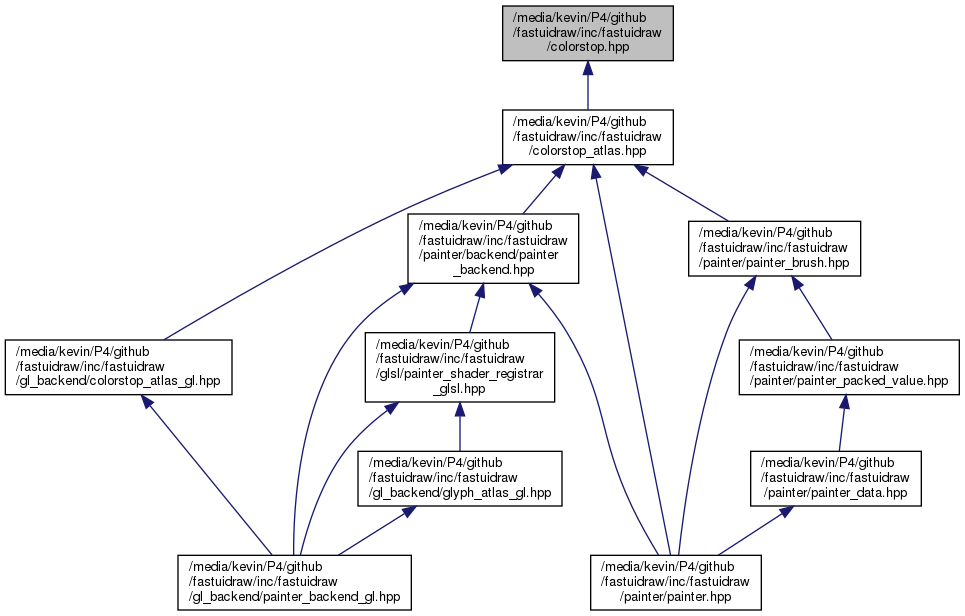 /media/kevin/P4/github
/fastuidraw/inc/fastuidraw
/colorstop.hpp
/media/kevin/P4/github
/fastuidraw/inc/fastuidraw
/colorstop_atlas.hpp
/media/kevin/P4/github
/fastuidraw/inc/fastuidraw
/painter/backend/painter
_backend.hpp
/media/kevin/P4/github
/fastuidraw/inc/fastuidraw
/painter/painter_brush.hpp
/media/kevin/P4/github
/fastuidraw/inc/fastuidraw
/gl_backend/colorstop_atlas_gl.hpp
/media/kevin/P4/github
/fastuidraw/inc/fastuidraw
/glsl/painter_shader_registrar
_glsl.hpp
/media/kevin/P4/github
/fastuidraw/inc/fastuidraw
/painter/painter_packed_value.hpp
/media/kevin/P4/github
/fastuidraw/inc/fastuidraw
/gl_backend/glyph_atlas_gl.hpp
/media/kevin/P4/github
/fastuidraw/inc/fastuidraw
/painter/painter_data.hpp
/media/kevin/P4/github
/fastuidraw/inc/fastuidraw
/gl_backend/painter_backend_gl.hpp
/media/kevin/P4/github
/fastuidraw/inc/fastuidraw
/painter/painter.hpp